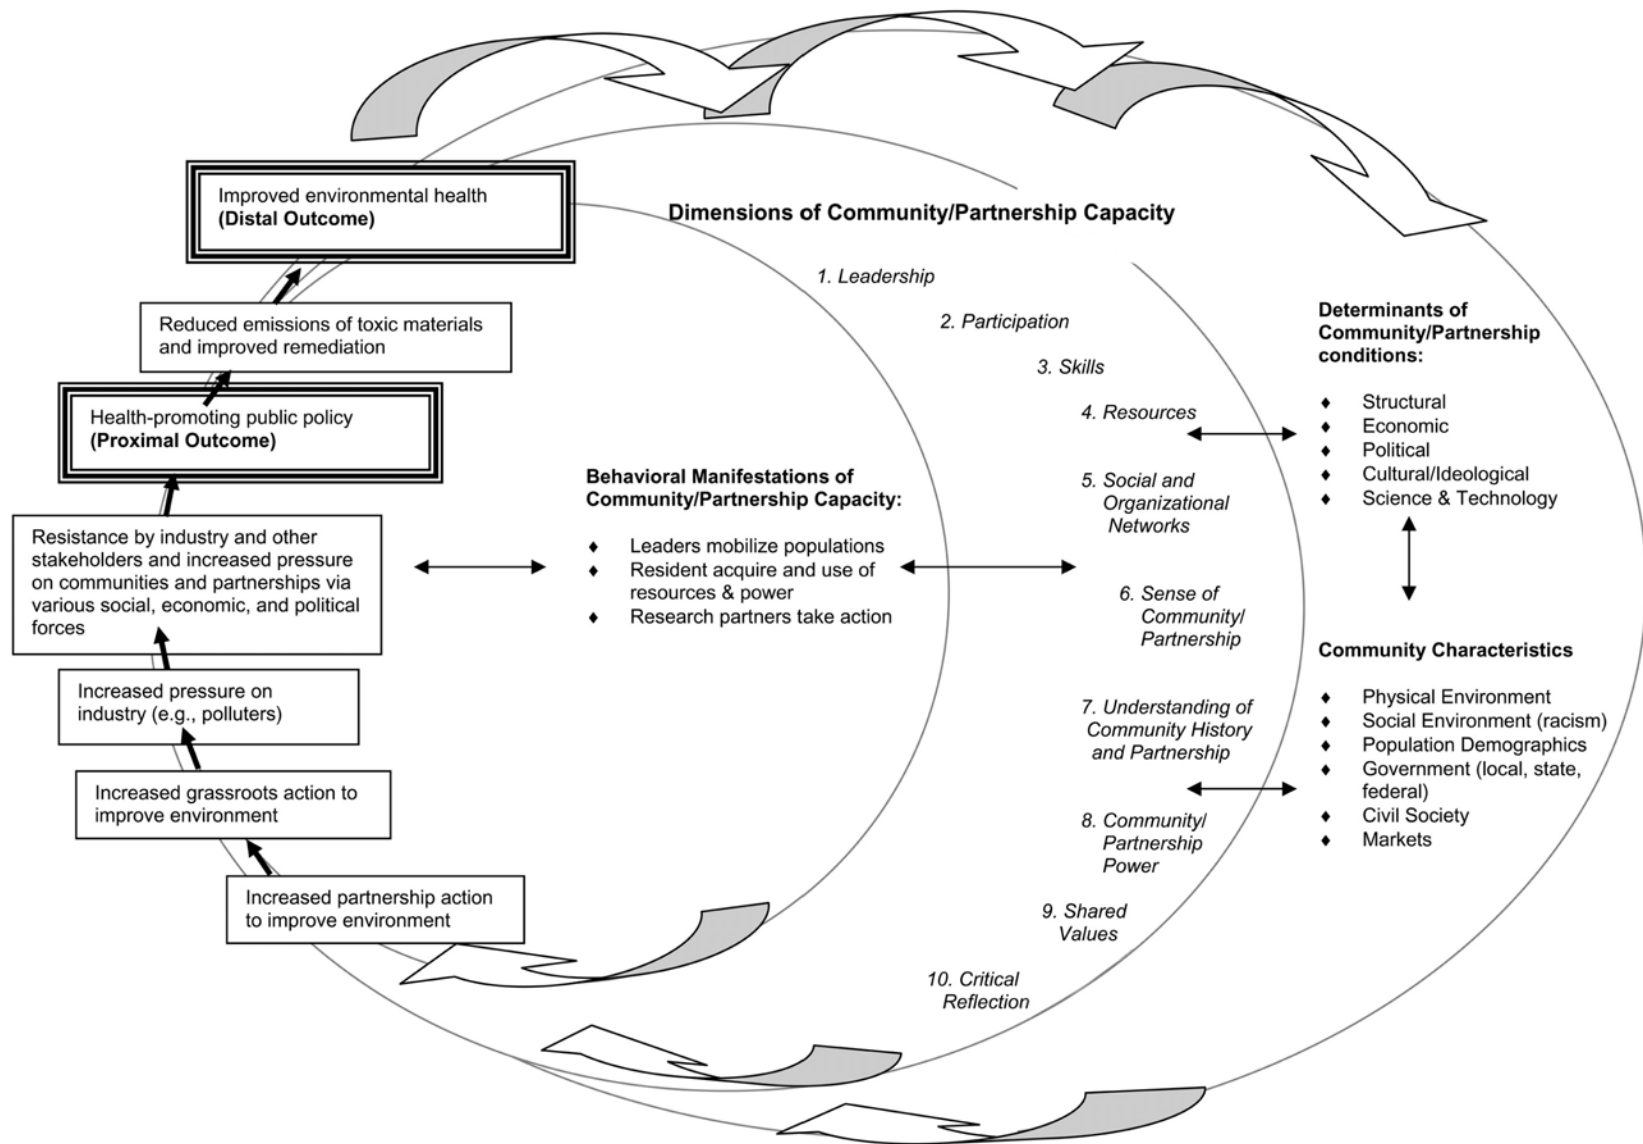 Improved environmental health
(Distal Outcome)
Reduced emissions of toxic materials
and improved remediation
Health-promoting public policy
(Proximal Outcome)
Resistance by industry and other
stakeholders and increased pressure
on communities and partnerships via
various social, economic, and political
forces
Increased pressure on
industry (e.g., polluters)
Increased grassroots action to
improve environment
Increased partnership action
to improve environment
Behavioral Manifestations of
Community/Partnership Capacity:
♦ Leaders mobilize populations
♦ Resident acquire and use of
resources & power
♦ Research partners take action
Dimensions of Community/Partnership Capacity
1. Leadership
2. Participation
3. Skills
4. Resources
5. Social and
Organizational
Networks
6. Sense of
Community/
Partnership
7. Understanding of
Community History
and Partnership
8. Community/
Partnership
Power
9. Shared
Values
10. Critical
Reflection
Determinants of
Community/Partnership
conditions:
♦ Structural
♦ Economic
♦ Political
♦ Cultural/Ideological
♦ Science & Technology
Community Characteristics
♦ Physical Environment
♦ Social Environment (racism)
♦ Population Demographics
♦ Government (local, state,
federal)
♦ Civil Society
♦ Markets